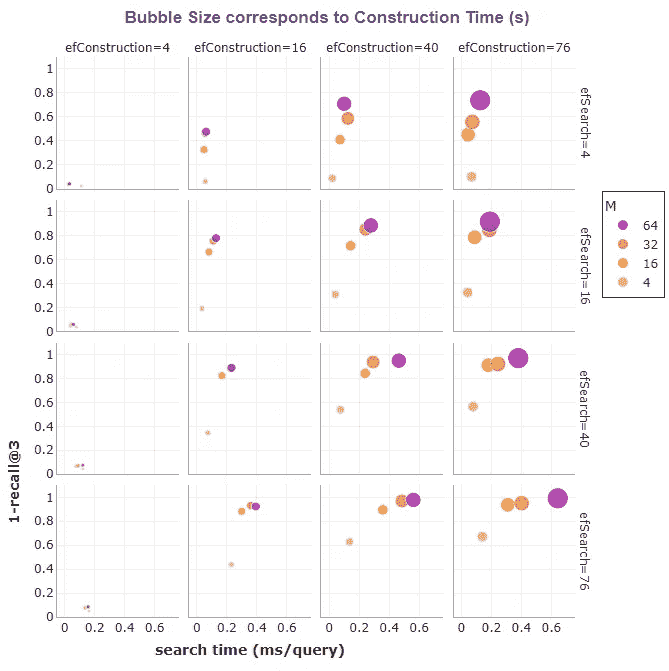 Bubble Size corresponds to Construction Time (s)
efConstruction=4 efConstruction=16 efConstruction=40 efConstruction=76
1
0.8
0.6
0.4
0.2
0
efSearch=4
1
0.8
0.6
0.4
0.2
0
efSearch=16
M
64
32
16
4
1
0.8
0.6
0.4
0.2
0
efSearch=40
1-recall@3
1
0.8
0.6
0.4
0.2
0
efSearch=76
0 0.2 0.4 0.6 0 0.2 0.4 0.6 0 0.2 0.4 0.6 0 0.2 0.4 0.6
search time (ms/query)